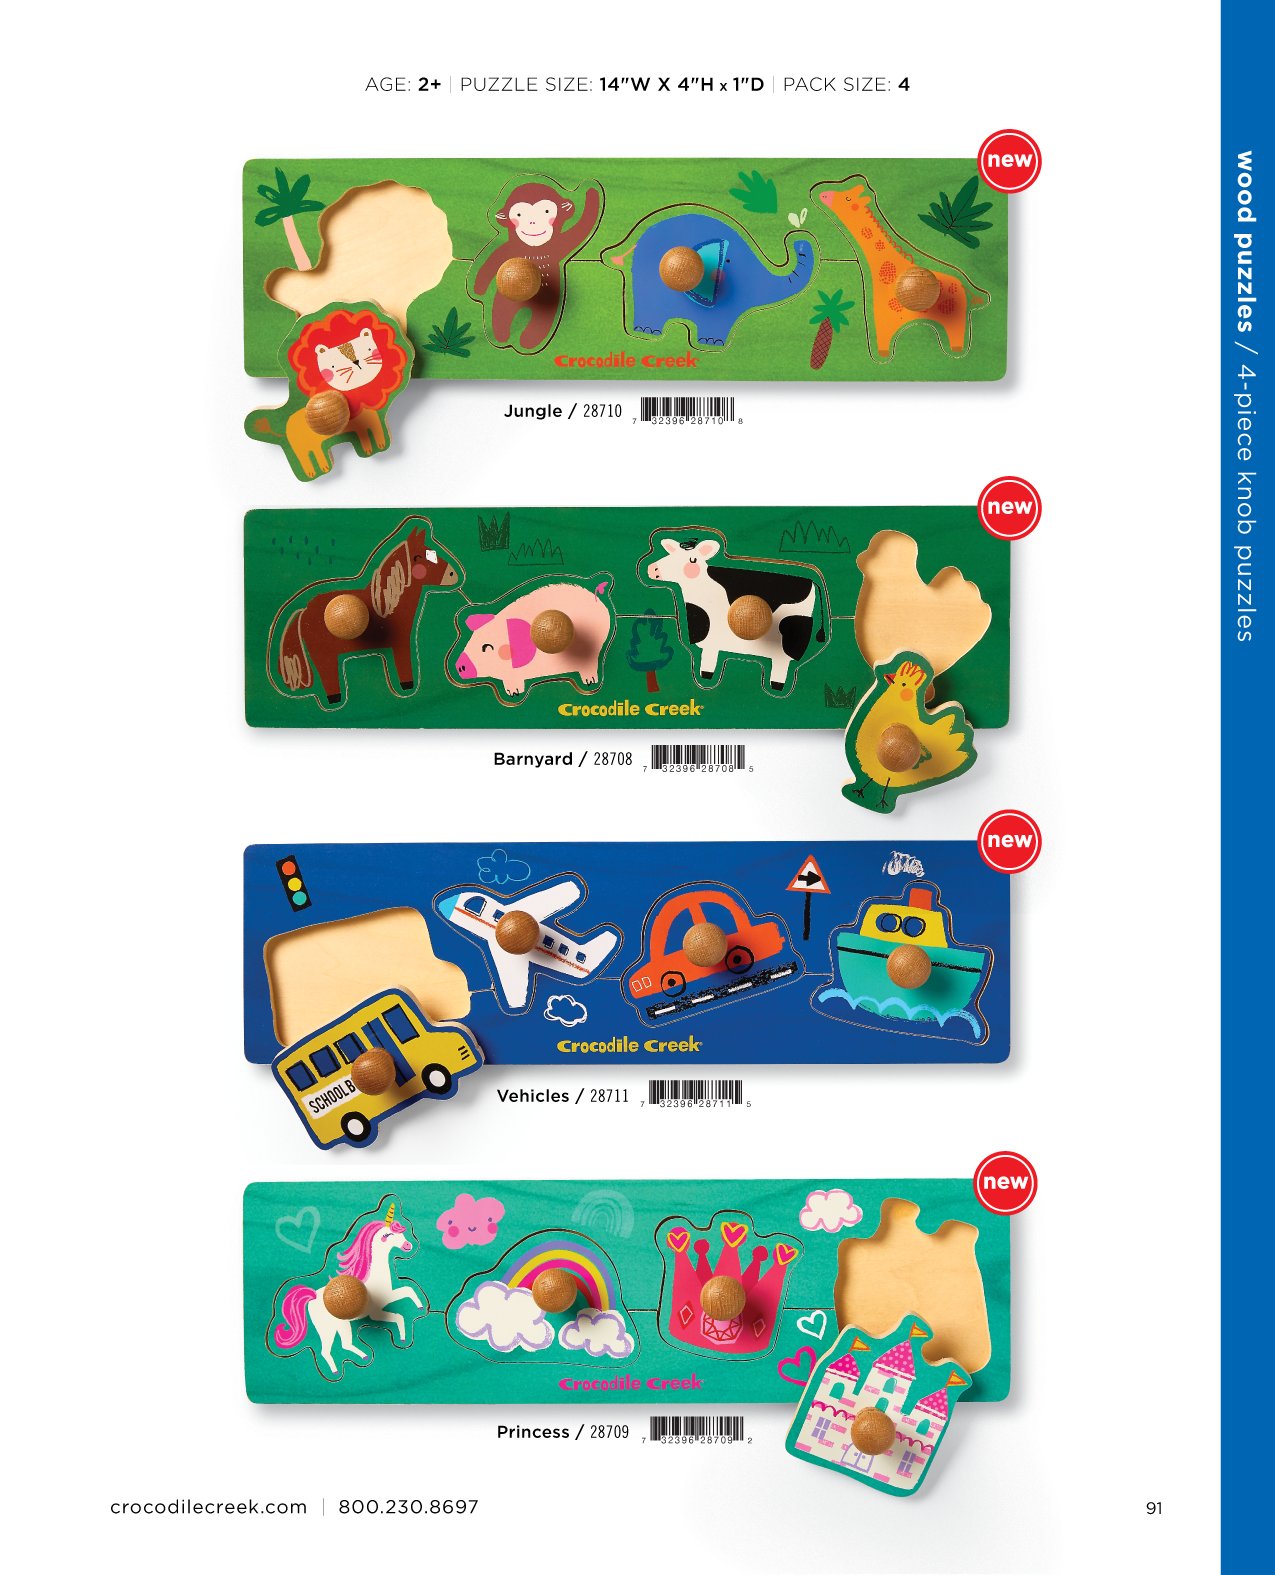 AGE: 2+ | PUZZLE SIZE: 14"W X 4"H x 1"D | PACK SIZE: 4
wood puzzles / 4-piece knob puzzles
new
Crocodile Creek®
Jungle / 28710
7 32396 28710 8
new
Crocodile Creek®
Barnyard / 28708
7 32396 28708 5
new
SCHOOL B
Crocodile Creek®
Vehicles / 28711
7 32396 28711 5
new
Crocodile Creek®
Princess / 28709
7 32396 28709 2
crocodilecreek.com | 800.230.8697
91